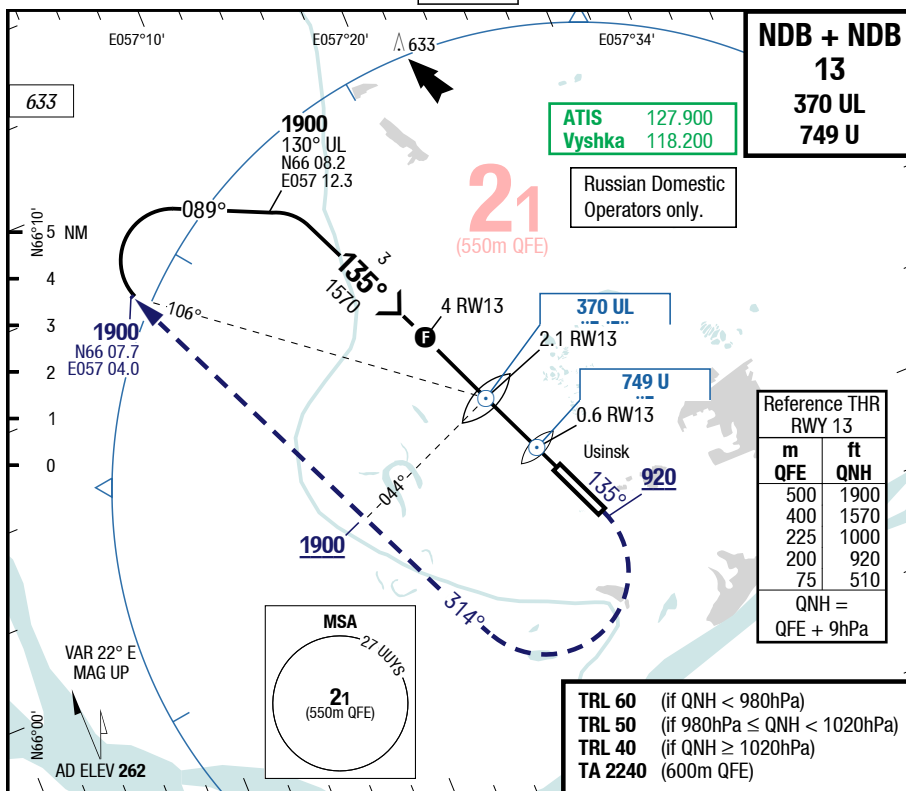 E057°10'
E057°20'
633
E057°34'
NDB + NDB
13
370 UL
749 U
633
ATIS 127.900
Vyshka 118.200
1900
130° UL
N66 08.2
E057 12.3
21
(550m QFE)
Russian Domestic
Operators only.
N66°10'
5 NM
4
3
2
1
0
089°
135°
3
1570
4 RW13
F
106°
1900
N66 07.7
E057 04.0
370 UL
2.1 RW13
749 U
0.6 RW13
Usinsk
135°
920
044°
1900
314°
Reference THR
RWY 13
m ft
QFE QNH
500 1900
400 1570
225 1000
200 920
75 510
QNH =
QFE + 9hPa
MSA
27 UUYS
21
(550m QFE)
VAR 22° E
MAG UP
N66°00'
AD ELEV 262
TRL 60 (if QNH < 980hPa)
TRL 50 (if 980hPa ≤ QNH < 1020hPa)
TRL 40 (if QNH ≥ 1020hPa)
TA 2240 (600m QFE)